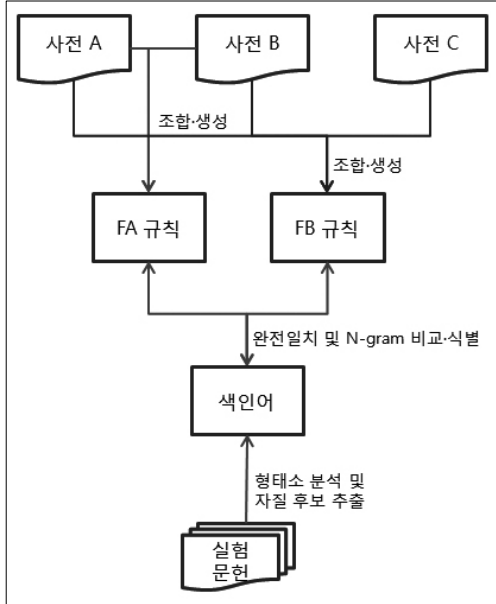 사전 A
사전 B
사전 C
조합·생성
조합·생성
FA 규칙
FB 규칙
완전일치 및 N-gram 비교·식별
색인어
형태소 분석 및
자질 후보 추출
실험
문헌